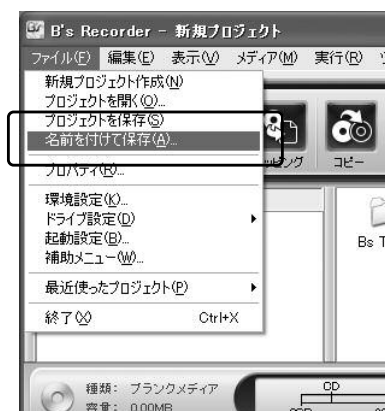 B's Recorder - 新規プロジェクト
ファイル(F) 編集(E) 表示(V) メディア(M) 実行(R)
新規プロジェクト作成(N)
プロジェクトを開く(O)...
プロジェクトを保存(S)
名前を付けて保存(A)...
プロパティ(R)...
環境設定(K)...
ドライブ設定(D)
起動設定(B)...
補助メニュー(W)...
最近使ったプロジェクト(P)
終了(X) Ctrl+X
ッピング コピー
Bs T
種類: ブランクメディア
容量: 0.00MB
CD